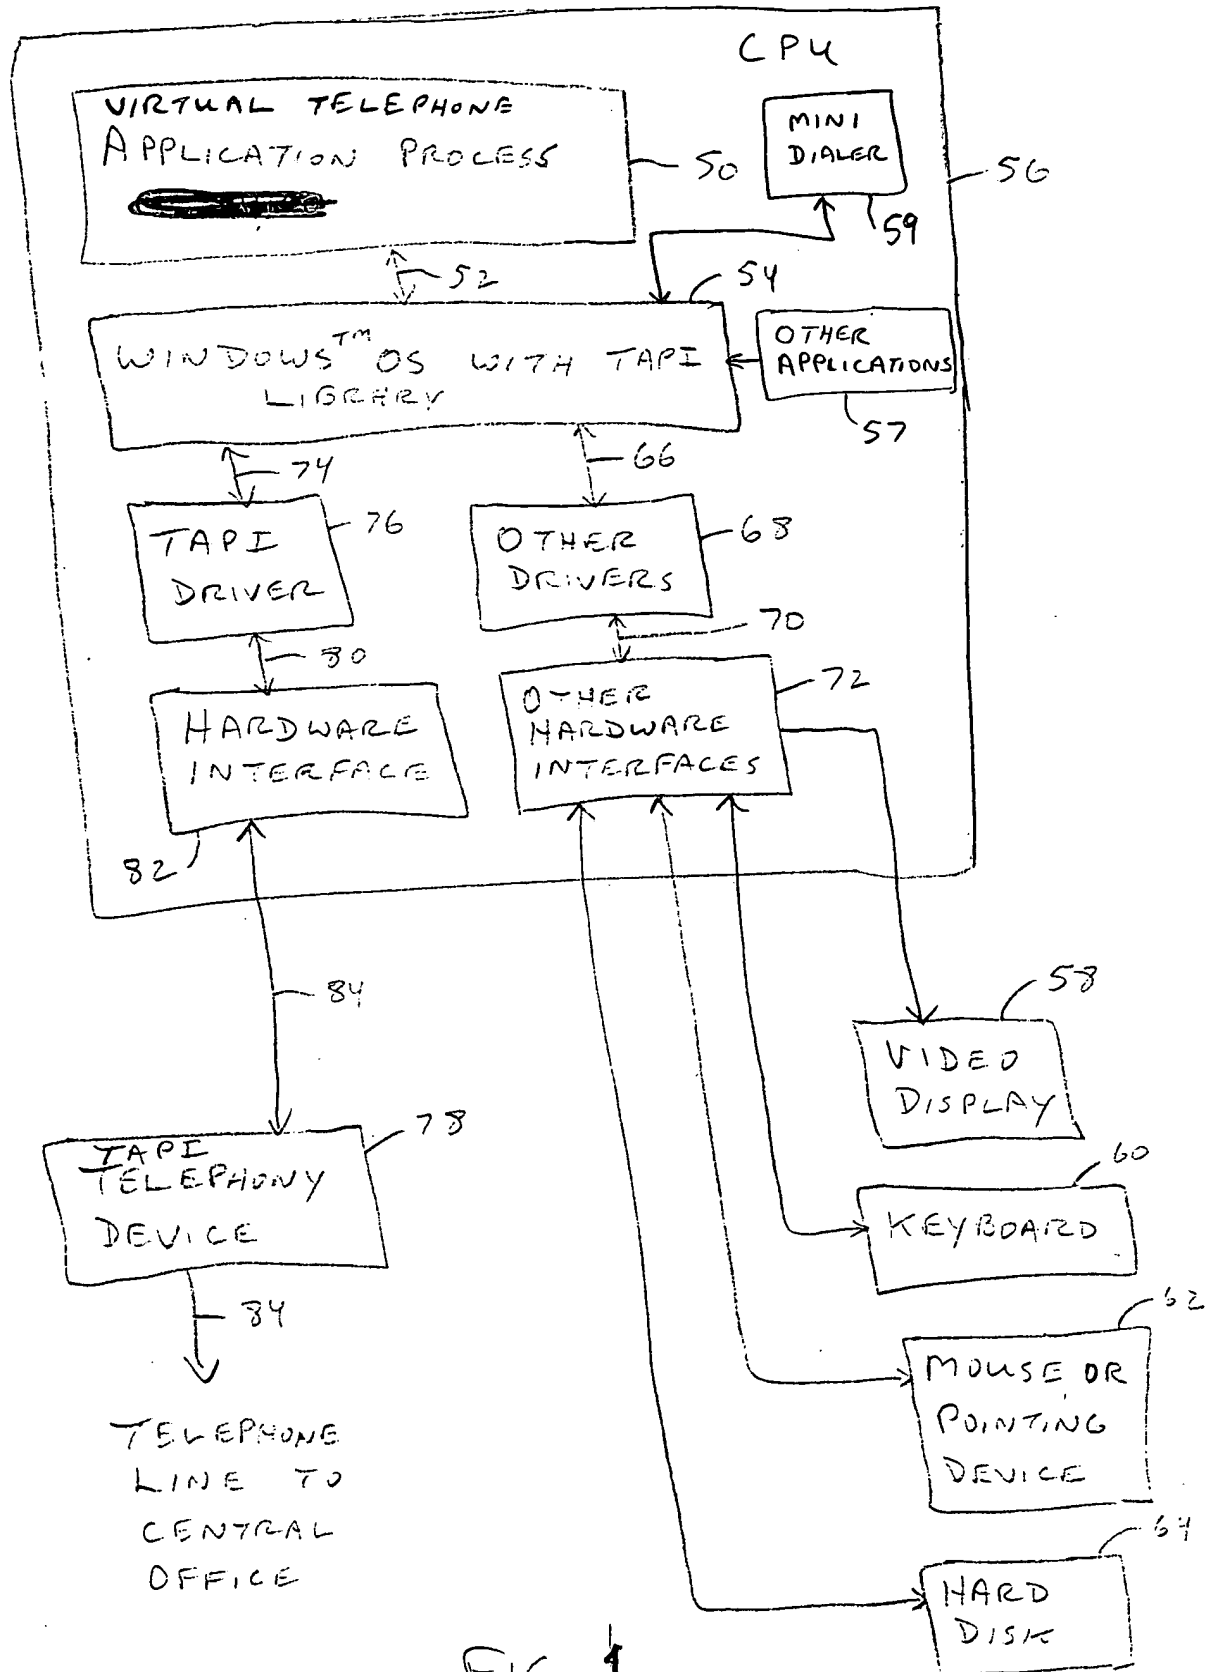 CPU
VIRTUAL TELEPHONE
APPLICATION PROCESS
50
MINI
DIALER
59
56
52
54
WINDOWS™ OS WITH TAPI
LIBRARY
OTHER
APPLICATIONS
57
74
66
TAPI
DRIVER
76
OTHER
DRIVERS
68
80
70
HARDWARE
INTERFACE
82
OTHER
HARDWARE
INTERFACES
72
84
58
VIDEO
DISPLAY
TAPI
TELEPHONY
DEVICE
78
60
KEYBOARD
84
62
MOUSE OR
POINTING
DEVICE
TELEPHONE
LINE TO
CENTRAL
OFFICE
64
HARD
DISK